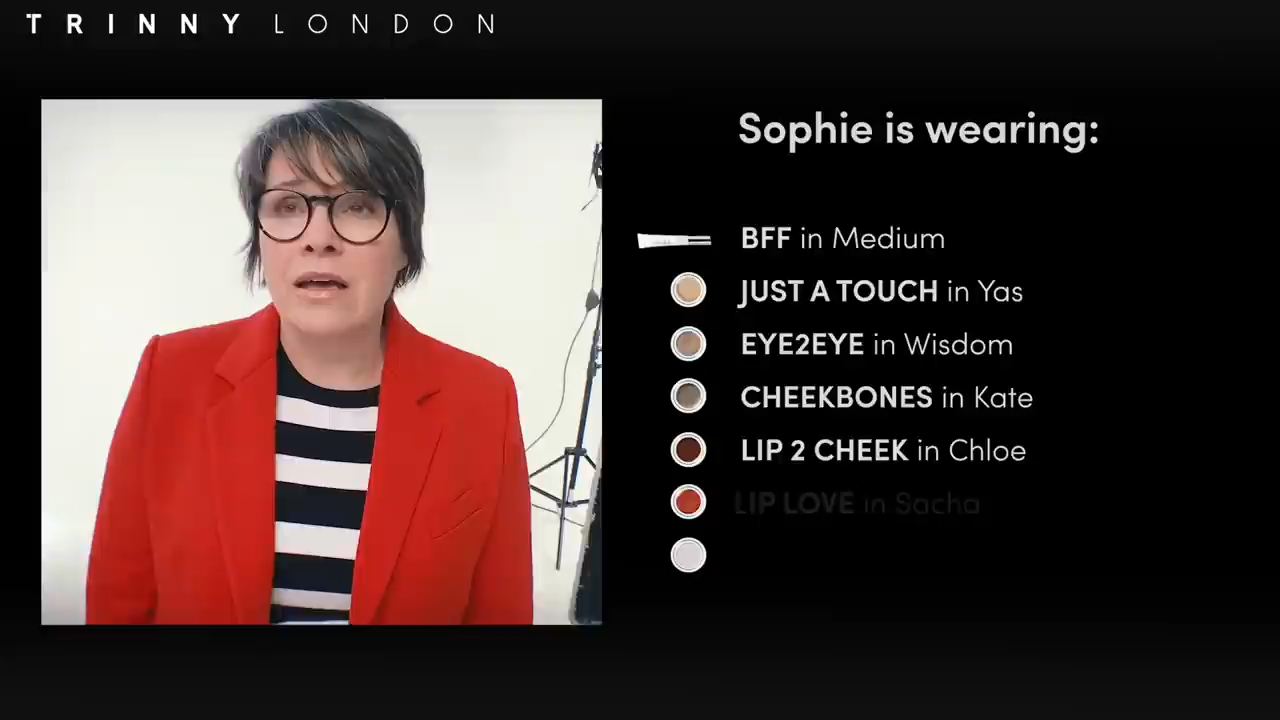 TRINNY LONDON
Sophie is wearing:
BFF in Medium
JUST A TOUCH in Yas
EYE2EYE in Wisdom
CHEEKBONES in Kate
LIP 2 CHEEK in Chloe
LIP LOVE in Sacha